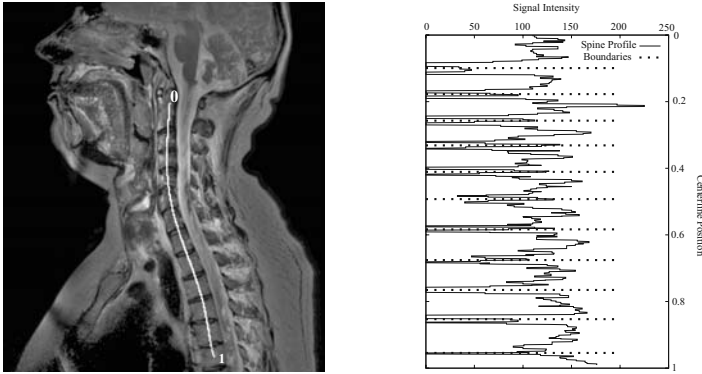 0
1
Signal Intensity
0 50 100 150 200 250
Spine Profile
Boundaries
0
0.2
0.4
0.6
0.8
1
Centerline Position